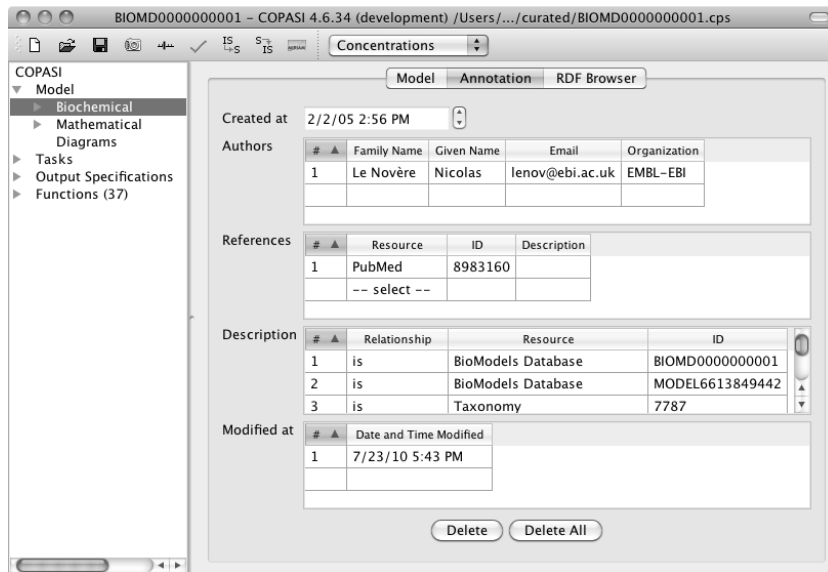 BIOMD0000000001 - COPASI 4.6.34 (development) /Users/.../curated/BIOMD0000000001.cps
IS S S IS Concentrations
COPASI
Model
Biochemical
Mathematical
Diagrams
Tasks
Output Specifications
Functions (37)
Model Annotation RDF Browser
Created at 2/2/05 2:56 PM
Authors
# Family Name Given Name Email Organization
1 Le Novère Nicolas lenov@ebi.ac.uk EMBL-EBI
References
# Resource ID Description
1 PubMed 8983160
-- select --
Description
# Relationship Resource ID
1 is BioModels Database BIOMD0000000001
2 is BioModels Database MODEL6613849442
3 is Taxonomy 7787
Modified at
# Date and Time Modified
1 7/23/10 5:43 PM
Delete Delete All